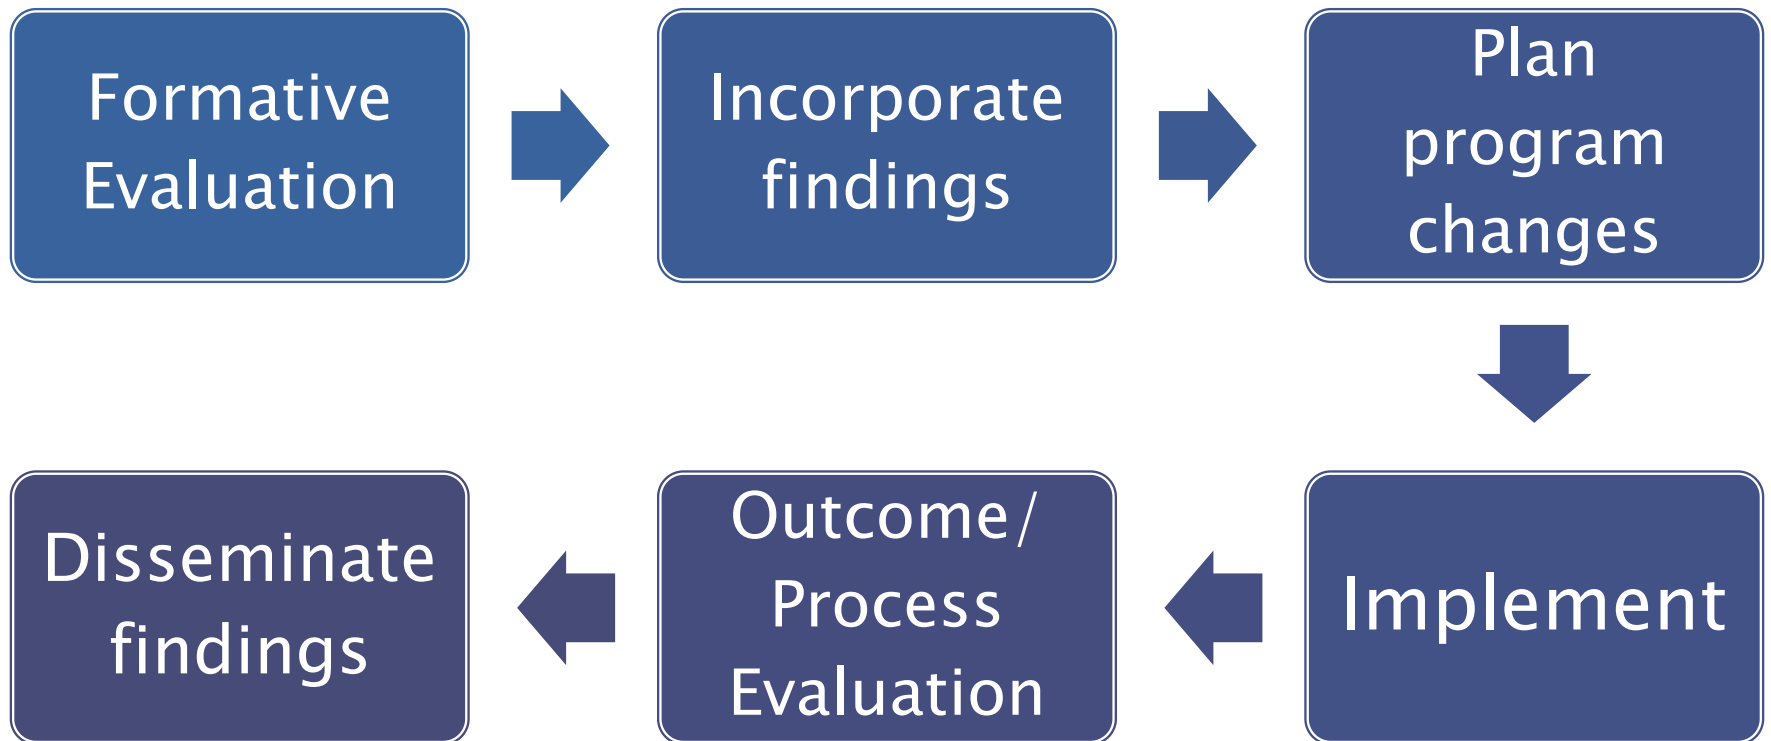 Formative
Evaluation
Incorporate
findings
Plan
program
changes
Implement
Outcome/
Process
Evaluation
Disseminate
findings